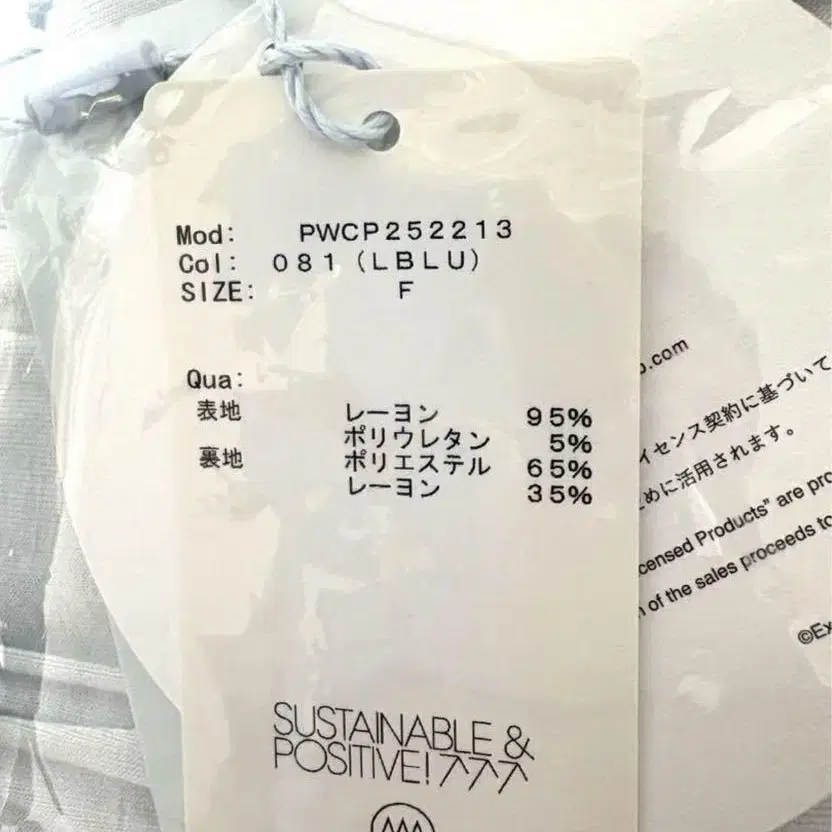 Mod: PWCP252213
Col: 081 (LBLU)
SIZE: F
Qua:
表地 レーヨン 95%
ポリウレタン 5%
裏地 ポリエステル 65%
レーヨン 35%
SUSTAINABLE &
POSITIVE!
.com
イセンス契約に基づいて
めに活用されます。
Products" are
of the sales proceeds to